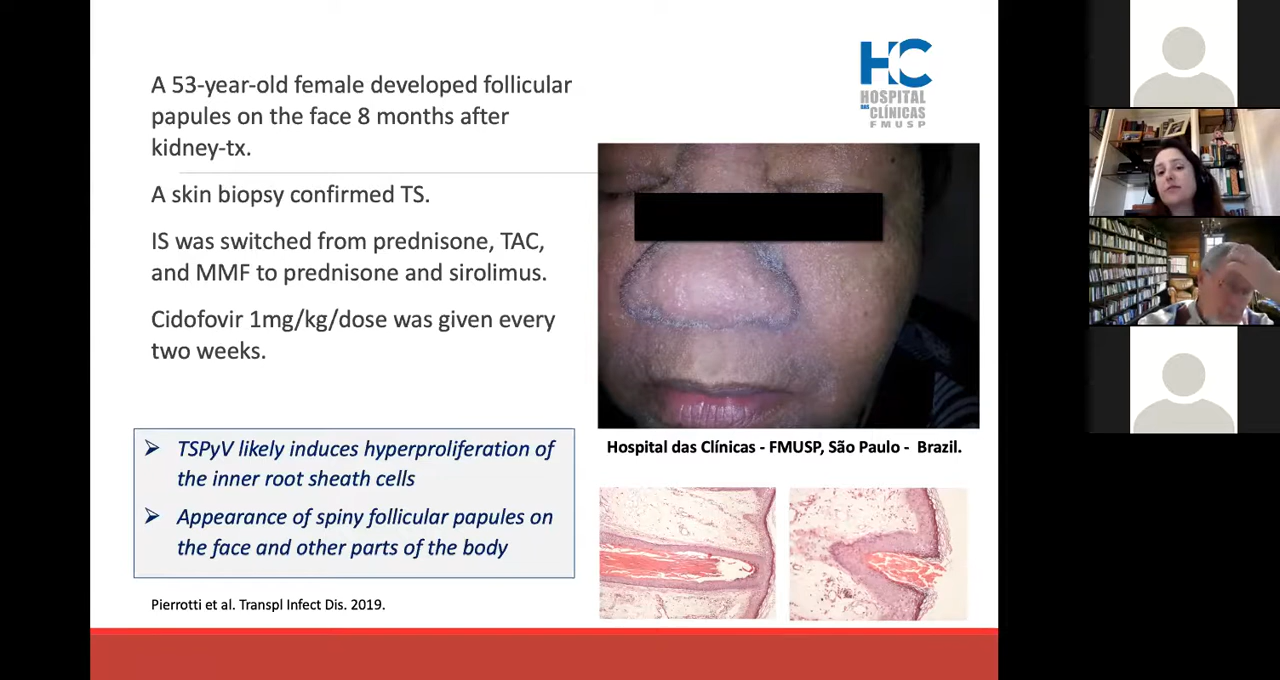 A 53-year-old female developed follicular
papules on the face 8 months after
kidney-tx.
A skin biopsy confirmed TS.
IS was switched from prednisone, TAC,
and MMF to prednisone and sirolimus.
Cidofovir 1mg/kg/dose was given every
two weeks.
HC
HOSPITAL
DAS CLÍNICAS
FMUSP
Hospital das Clínicas - FMUSP, São Paulo - Brazil.
➢ TSPyV likely induces hyperproliferation of
the inner root sheath cells
➢ Appearance of spiny follicular papules on
the face and other parts of the body
Pierrotti et al. Transpl Infect Dis. 2019.